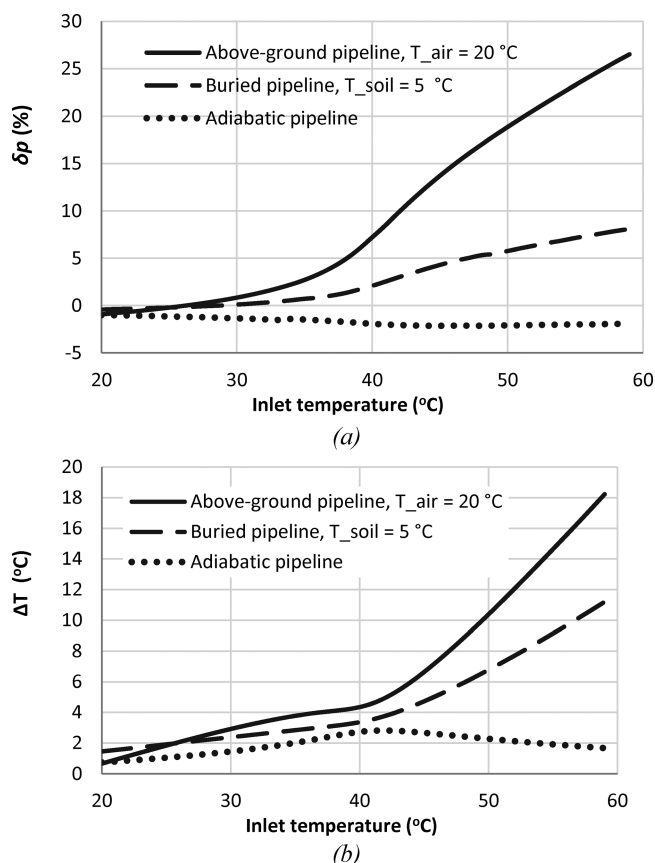 30
25
20
15
10
5
0
-5
δp (%)
Above-ground pipeline, T_air = 20 °C
Buried pipeline, T_soil = 5 °C
Adiabatic pipeline
20 30 40 50 60
Inlet temperature (ºC)
(a)
20
18
16
14
12
10
8
6
4
2
0
ΔT (ºC)
Above-ground pipeline, T_air = 20 °C
Buried pipeline, T_soil = 5 °C
Adiabatic pipeline
20 30 40 50 60
Inlet temperature (ºC)
(b)